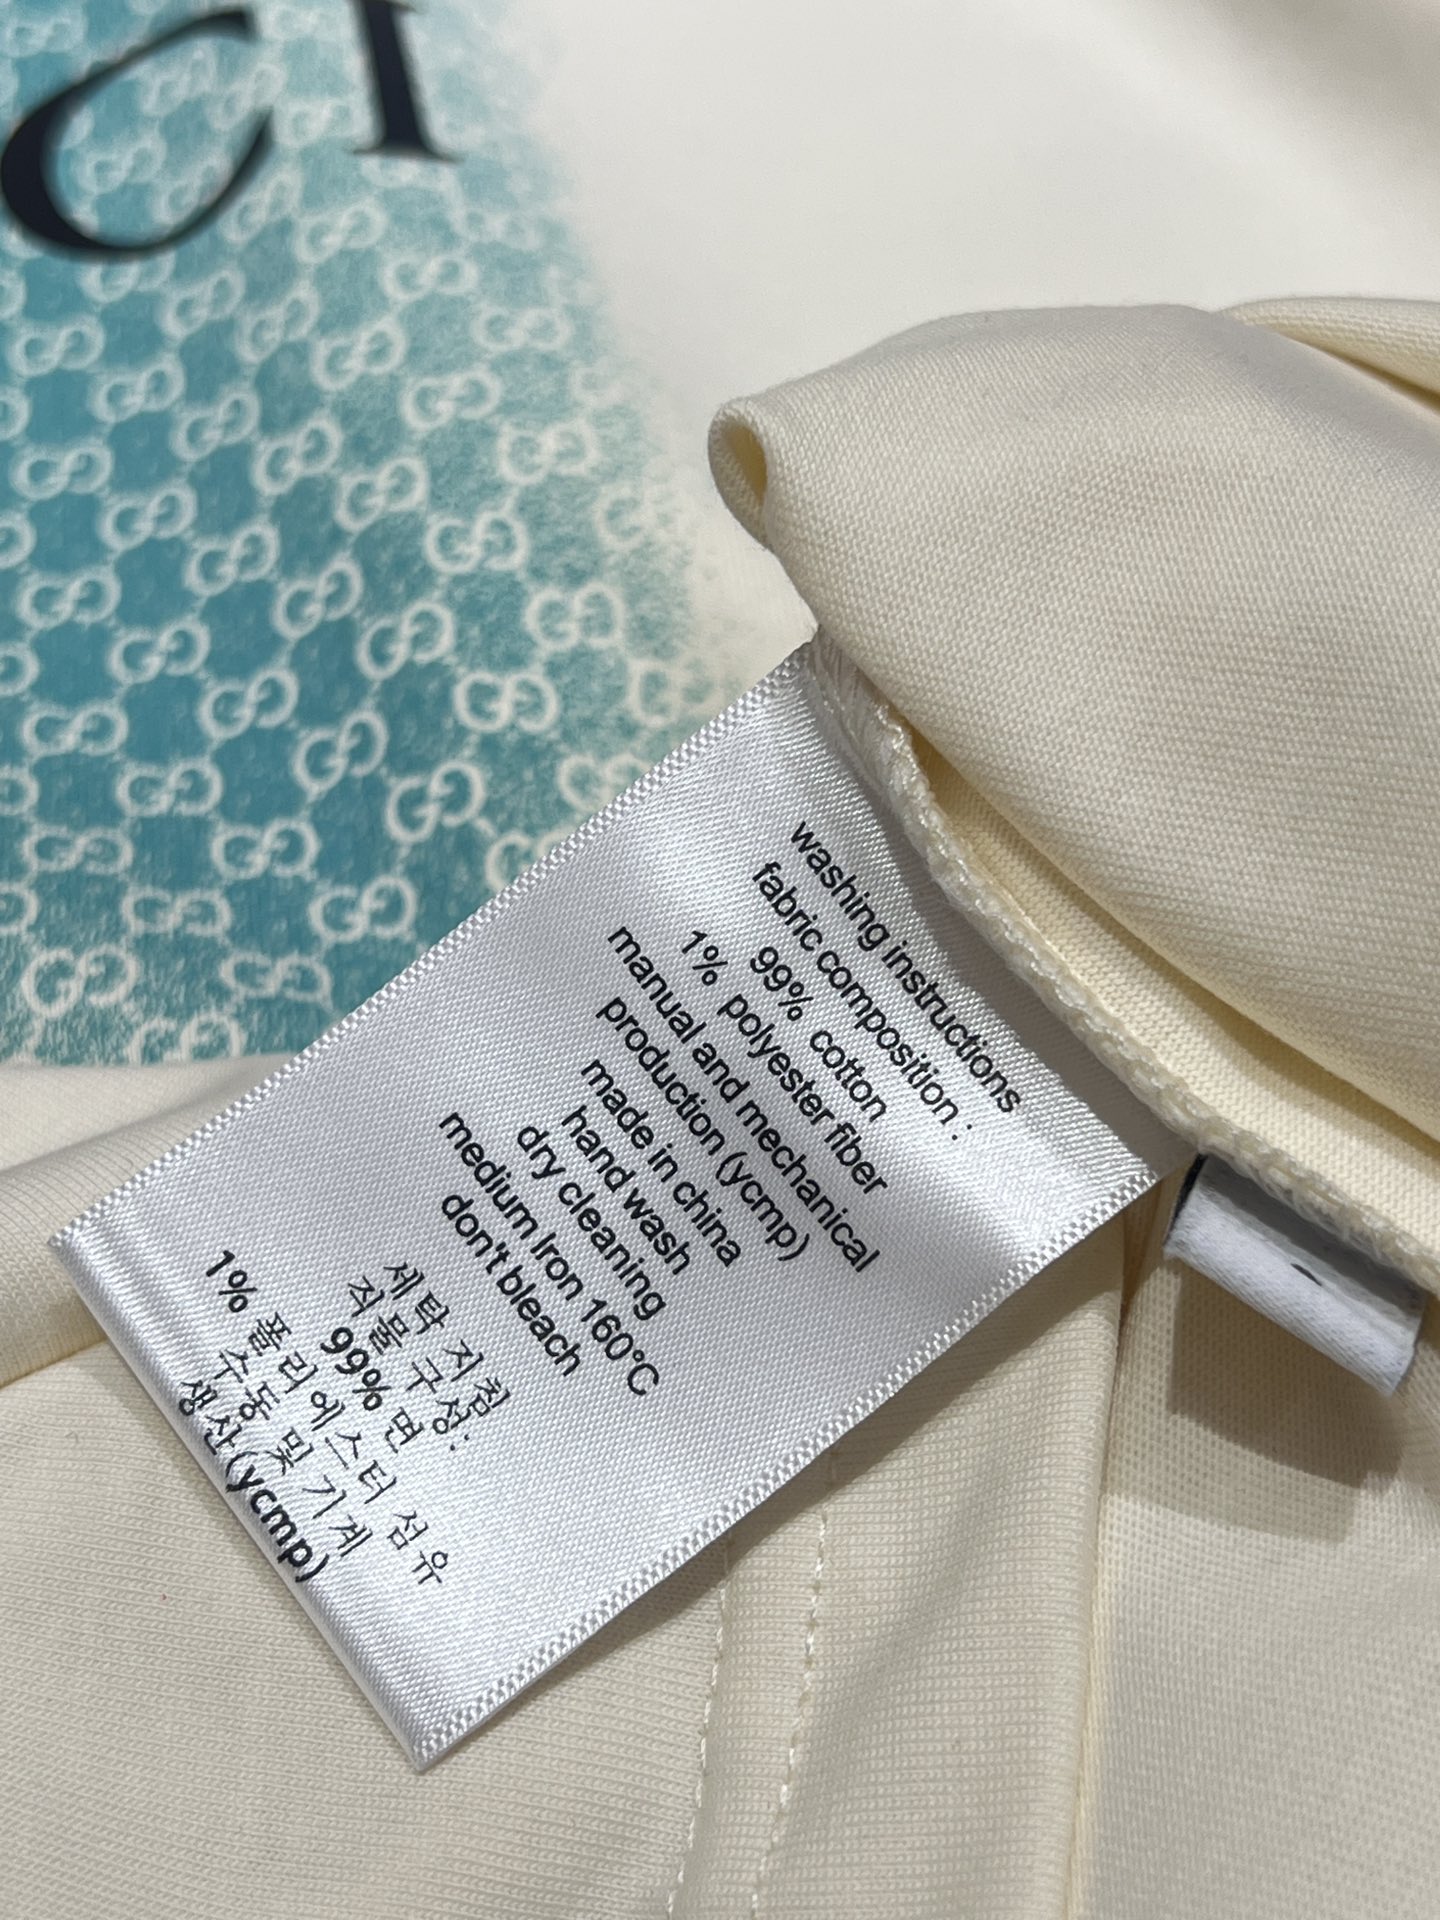 CI
washing instructions
fabric composition :
99% cotton
1% polyester fiber
manual and mechanical
production (ycmp)
made in china
hand wash
dry cleaning
medium Iron 160°C
don't bleach
세탁 지침
직물 구성:
99% 면
1% 폴리에스터 섬유
수동 및 기계
생산(ycmp)